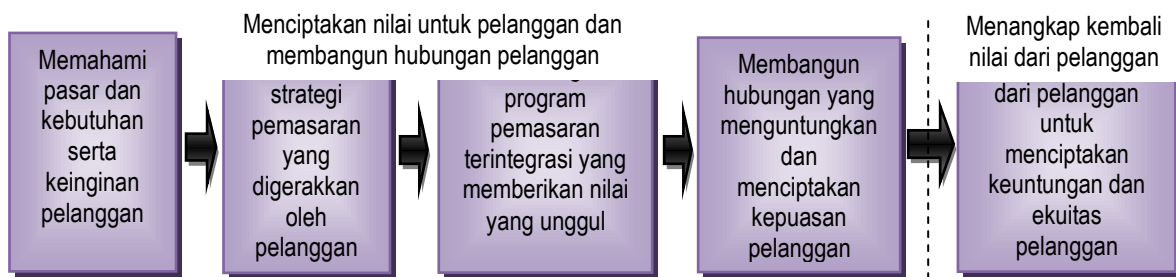 Menciptakan nilai untuk pelanggan dan
membangun hubungan pelanggan
Menangkap kembali
nilai dari pelanggan
Memahami
pasar dan
kebutuhan
serta
keinginan
pelanggan
strategi
pemasaran
yang
digerakkan
oleh
pelanggan
program
pemasaran
terintegrasi yang
memberikan nilai
yang unggul
Membangun
hubungan yang
menguntungkan
dan
menciptakan
kepuasan
pelanggan
dari pelanggan
untuk
menciptakan
keuntungan dan
ekuitas
pelanggan